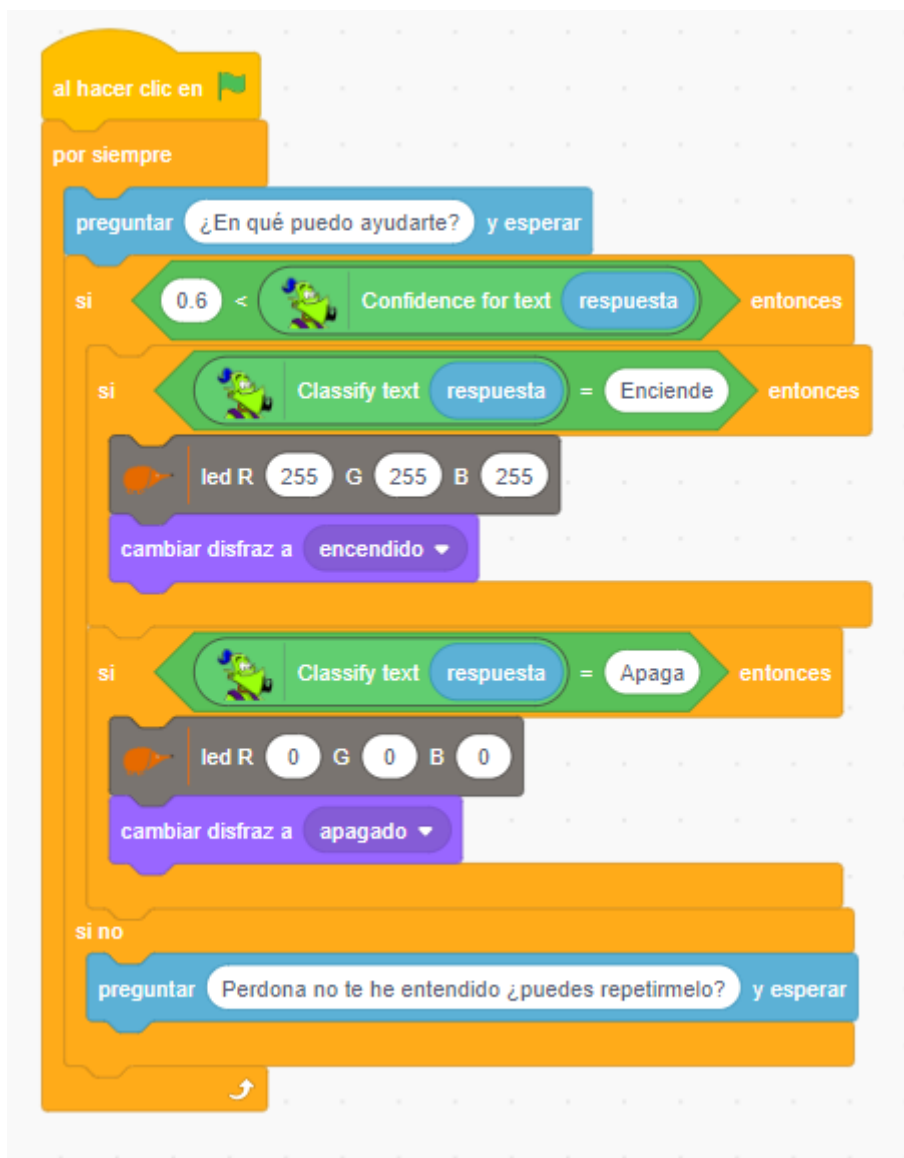 al hacer clic en
por siempre
preguntar ¿En qué puedo ayudarte? y esperar
si 0.6 < Confidence for text respuesta entonces
si Classify text respuesta = Enciende entonces
led R 255 G 255 B 255
cambiar disfraz a encendido
si Classify text respuesta = Apaga entonces
led R 0 G 0 B 0
cambiar disfraz a apagado
si no
preguntar Perdona no te he entendido ¿puedes repetirmelo? y esperar